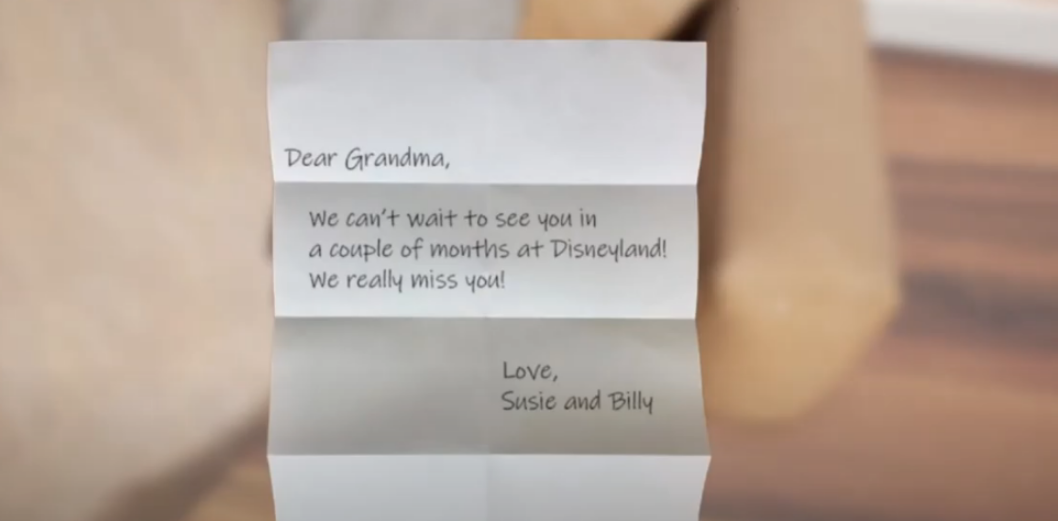 Dear Grandma,
We can't wait to see you in
a couple of months at Disneyland!
We really miss you!
Love,
Susie and Billy